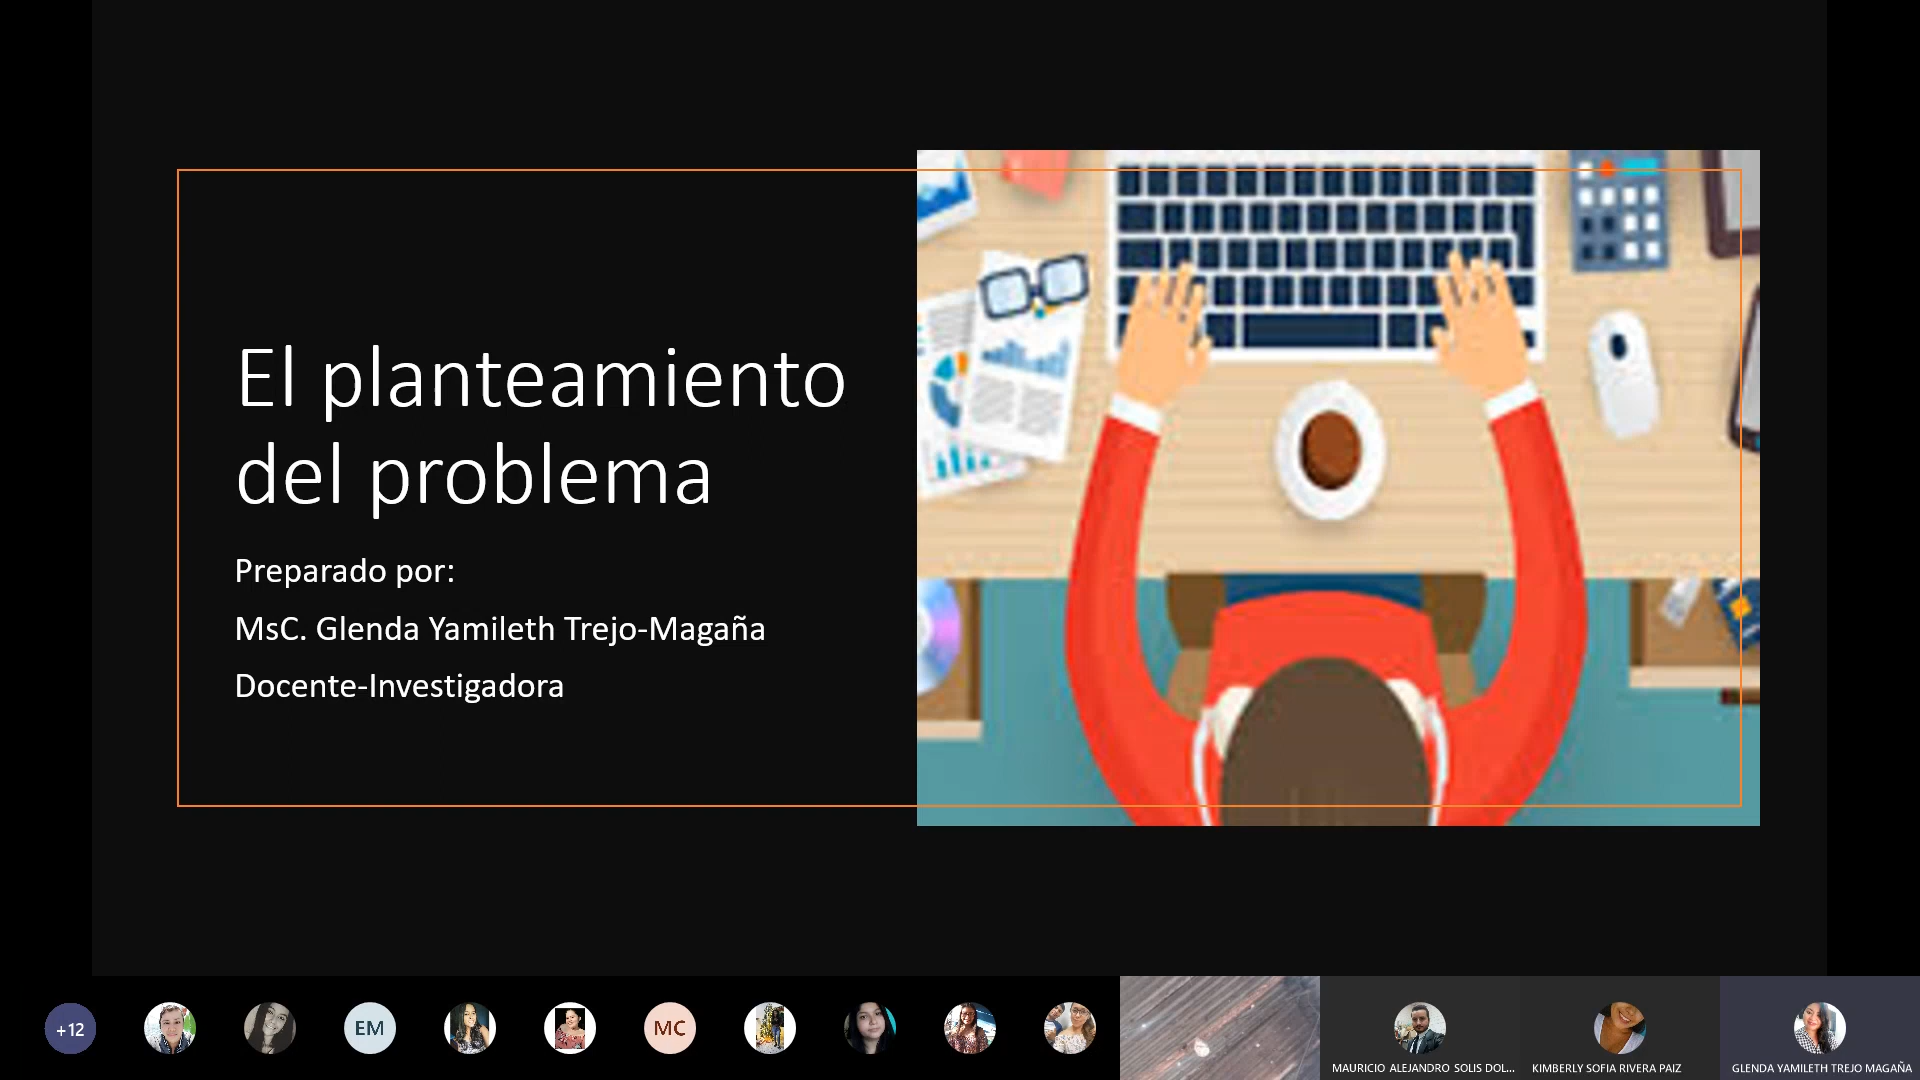 El planteamiento
del problema
Preparado por:
MsC. Glenda Yamileth Trejo-Magaña
Docente-Investigadora
+12
EM
MC
MAURICIO ALEJANDRO SOLIS DOL...
KIMBERLY SOFIA RIVERA PAIZ
GLENDA YAMILETH TREJO MAGAÑA